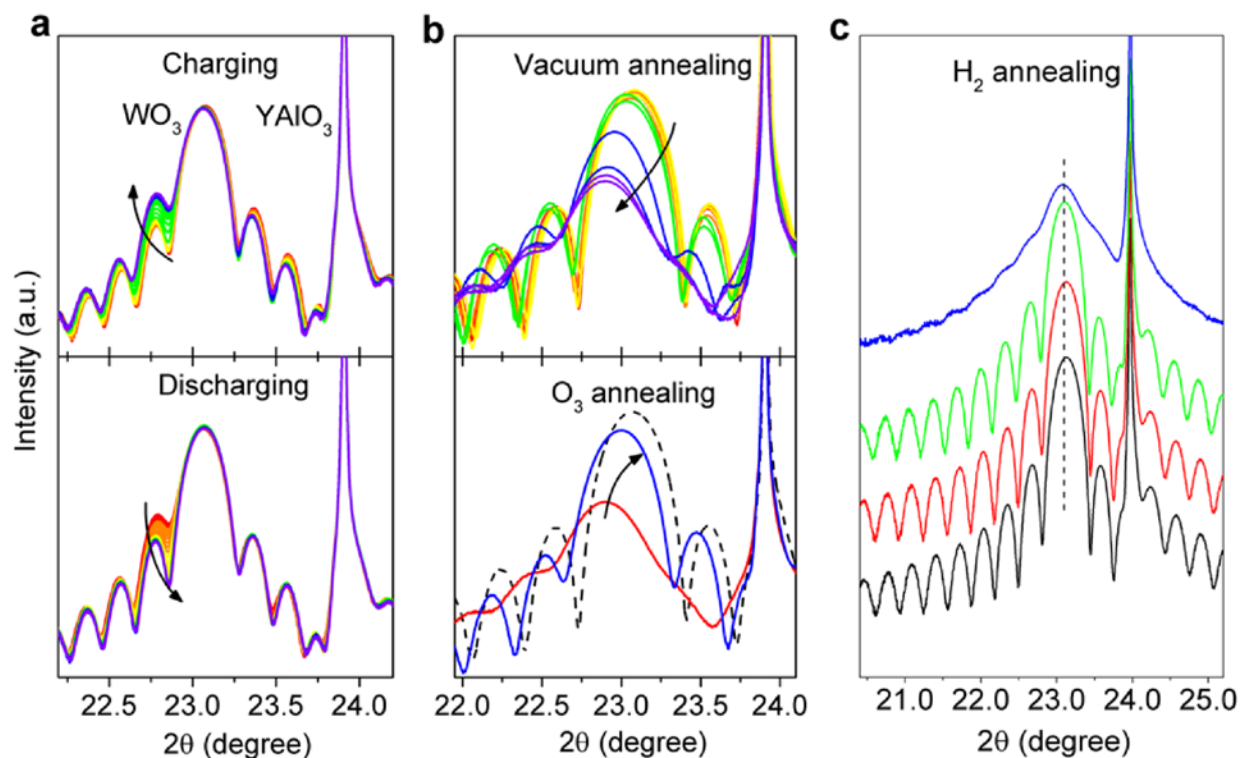 a
Charging
WO₃
YAlO₃
Discharging
22.5 23.0 23.5 24.0
2θ (degree)
Intensity (a.u.)
b
Vacuum annealing
O₃ annealing
22.0 22.5 23.0 23.5 24.0
2θ (degree)
c
H₂ annealing
21.0 22.0 23.0 24.0 25.0
2θ (degree)